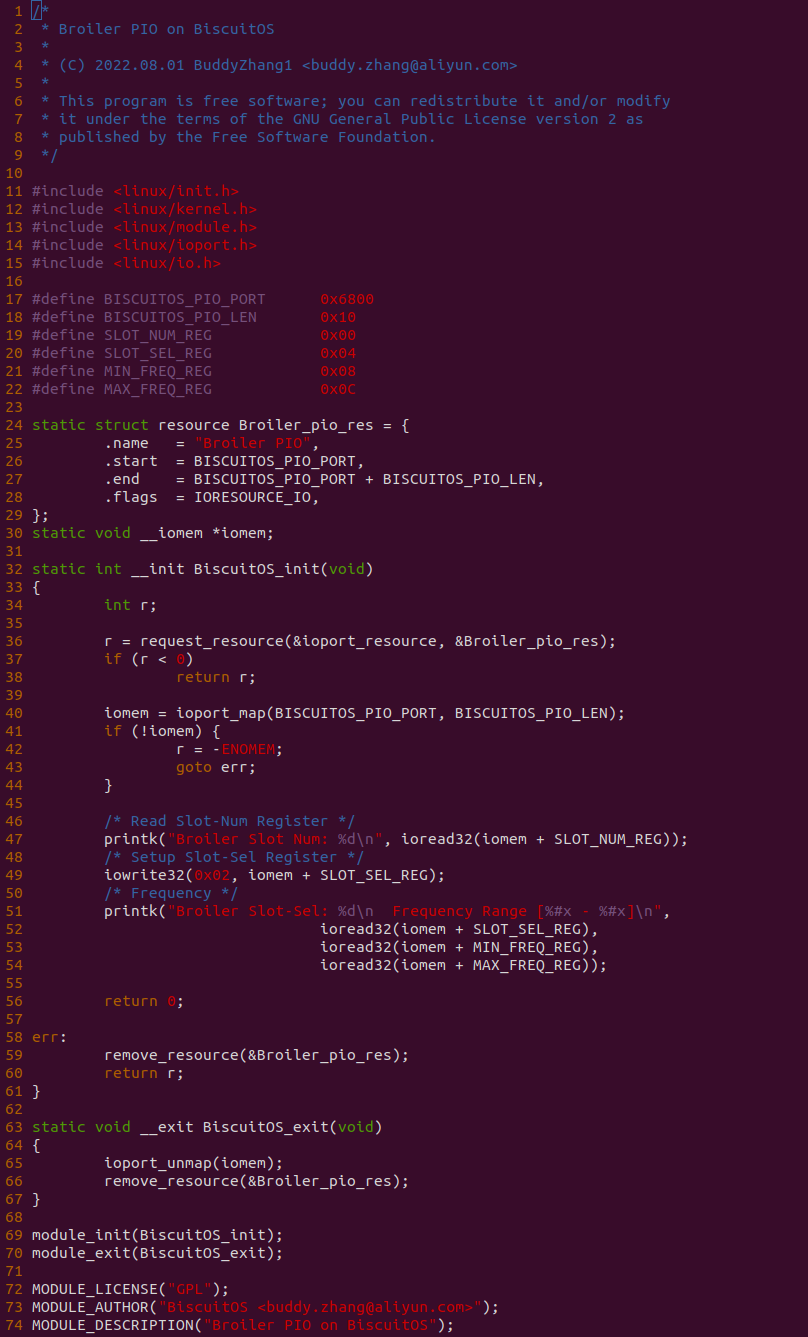 1 /*
2  * Broiler PIO on BiscuitOS
3  *
4  * (C) 2022.08.01 BuddyZhang1 <buddy.zhang@aliyun.com>
5  *
6  * This program is free software; you can redistribute it and/or modify
7  * it under the terms of the GNU General Public License version 2 as
8  * published by the Free Software Foundation.
9  */
10
11 #include <linux/init.h>
12 #include <linux/kernel.h>
13 #include <linux/module.h>
14 #include <linux/ioport.h>
15 #include <linux/io.h>
16
17 #define BISCUITOS_PIO_PORT      0x6800
18 #define BISCUITOS_PIO_LEN       0x10
19 #define SLOT_NUM_REG            0x00
20 #define SLOT_SEL_REG            0x04
21 #define MIN_FREQ_REG            0x08
22 #define MAX_FREQ_REG            0x0C
23
24 static struct resource Broiler_pio_res = {
25         .name   = "Broiler PIO",
26         .start  = BISCUITOS_PIO_PORT,
27         .end    = BISCUITOS_PIO_PORT + BISCUITOS_PIO_LEN,
28         .flags  = IORESOURCE_IO,
29 };
30 static void __iomem *iomem;
31
32 static int __init BiscuitOS_init(void)
33 {
34         int r;
35
36         r = request_resource(&ioport_resource, &Broiler_pio_res);
37         if (r < 0)
38                 return r;
39
40         iomem = ioport_map(BISCUITOS_PIO_PORT, BISCUITOS_PIO_LEN);
41         if (!iomem) {
42                 r = -ENOMEM;
43                 goto err;
44         }
45
46         /* Read Slot-Num Register */
47         printk("Broiler Slot Num: %d\n", ioread32(iomem + SLOT_NUM_REG));
48         /* Setup Slot-Sel Register */
49         iowrite32(0x02, iomem + SLOT_SEL_REG);
50         /* Frequency */
51         printk("Broiler Slot-Sel: %d\n  Frequency Range [%#x - %#x]\n",
52                                 ioread32(iomem + SLOT_SEL_REG),
53                                 ioread32(iomem + MIN_FREQ_REG),
54                                 ioread32(iomem + MAX_FREQ_REG));
55
56         return 0;
57
58 err:
59         remove_resource(&Broiler_pio_res);
60         return r;
61 }
62
63 static void __exit BiscuitOS_exit(void)
64 {
65         ioport_unmap(iomem);
66         remove_resource(&Broiler_pio_res);
67 }
68
69 module_init(BiscuitOS_init);
70 module_exit(BiscuitOS_exit);
71
72 MODULE_LICENSE("GPL");
73 MODULE_AUTHOR("BiscuitOS <buddy.zhang@aliyun.com>");
74 MODULE_DESCRIPTION("Broiler PIO on BiscuitOS");